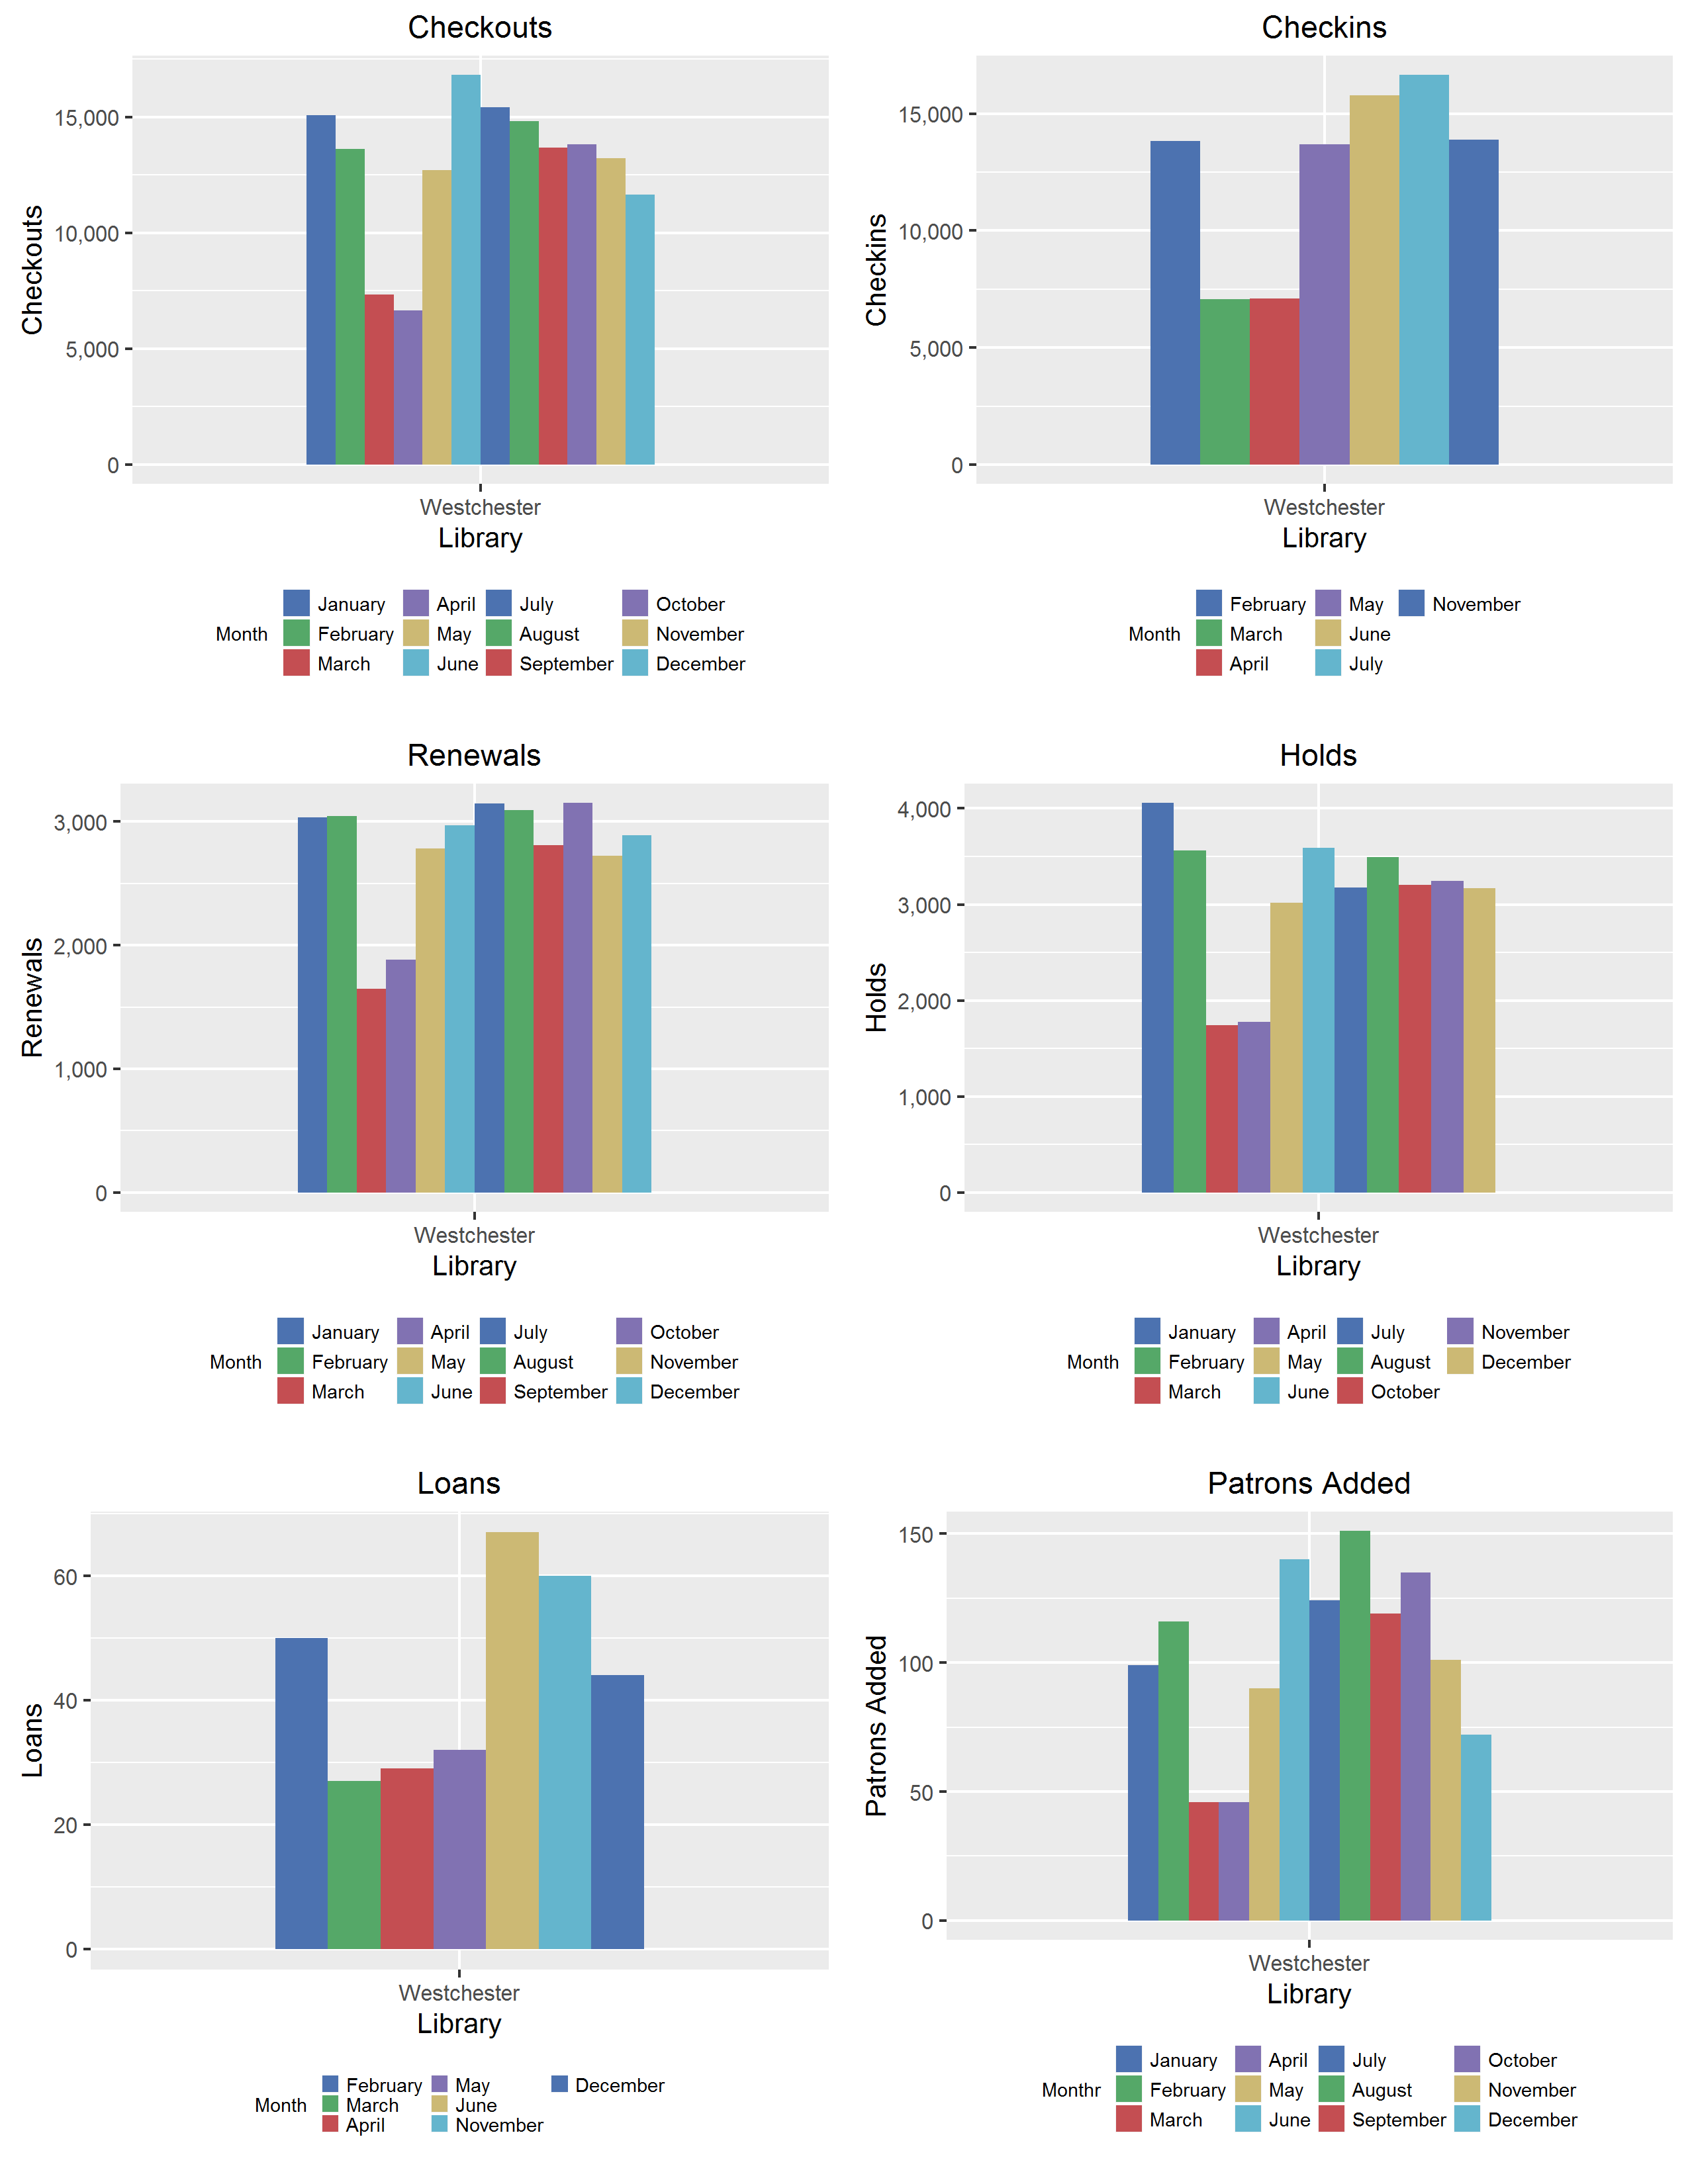 Checkouts
Checkouts
15,000
10,000
5,000
0
Westchester
Library
Month
January April July October
February May August November
March June September December
Checkins
Checkins
15,000
10,000
5,000
0
Westchester
Library
Month
February May November
March June
April July
Renewals
Renewals
3,000
2,000
1,000
0
Westchester
Library
Month
January April July October
February May August November
March June September December
Holds
Holds
4,000
3,000
2,000
1,000
0
Westchester
Library
Month
January April July November
February May August December
March June October
Loans
Loans
60
40
20
0
Westchester
Library
Month
February May December
March June
April November
Patrons Added
Patrons Added
150
100
50
0
Westchester
Library
Monthr
January April July October
February May August November
March June September December